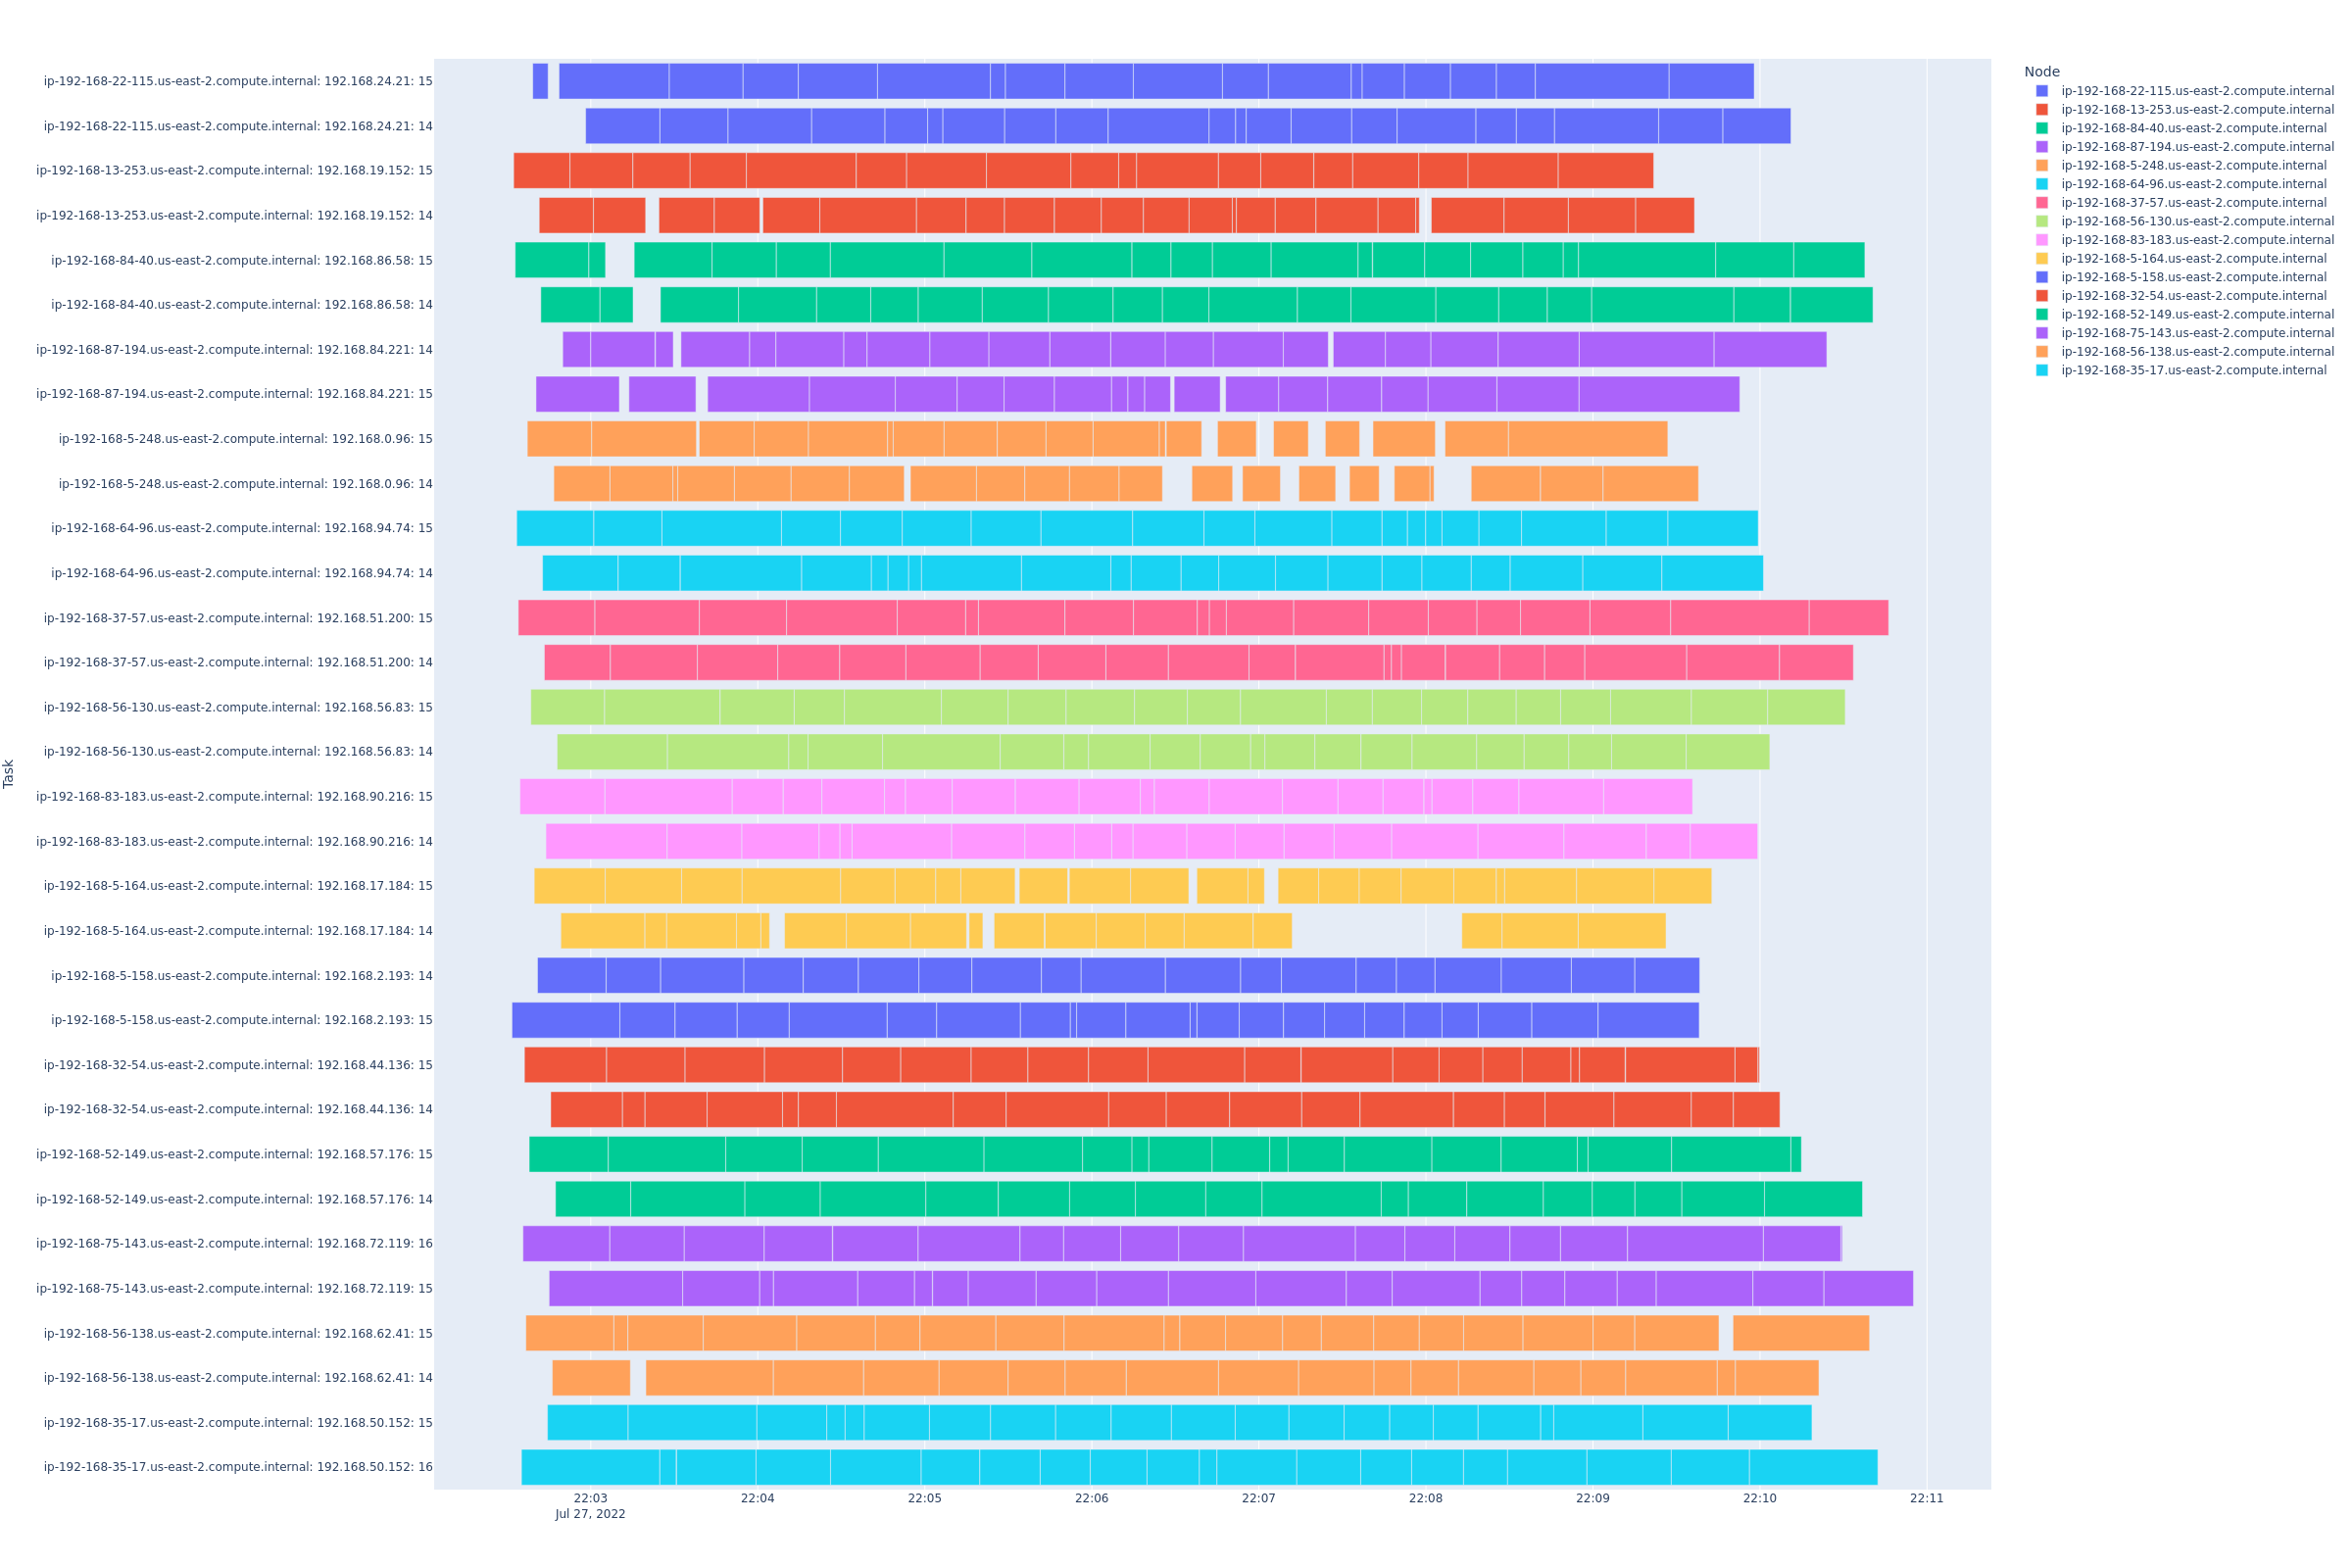 Node
ip-192-168-22-115.us-east-2.compute.internal
ip-192-168-13-253.us-east-2.compute.internal
ip-192-168-84-40.us-east-2.compute.internal
ip-192-168-87-194.us-east-2.compute.internal
ip-192-168-5-248.us-east-2.compute.internal
ip-192-168-64-96.us-east-2.compute.internal
ip-192-168-37-57.us-east-2.compute.internal
ip-192-168-56-130.us-east-2.compute.internal
ip-192-168-83-183.us-east-2.compute.internal
ip-192-168-5-164.us-east-2.compute.internal
ip-192-168-5-158.us-east-2.compute.internal
ip-192-168-32-54.us-east-2.compute.internal
ip-192-168-52-149.us-east-2.compute.internal
ip-192-168-75-143.us-east-2.compute.internal
ip-192-168-56-138.us-east-2.compute.internal
ip-192-168-35-17.us-east-2.compute.internal
Task
ip-192-168-22-115.us-east-2.compute.internal: 192.168.24.21: 15
ip-192-168-22-115.us-east-2.compute.internal: 192.168.24.21: 14
ip-192-168-13-253.us-east-2.compute.internal: 192.168.19.152: 15
ip-192-168-13-253.us-east-2.compute.internal: 192.168.19.152: 14
ip-192-168-84-40.us-east-2.compute.internal: 192.168.86.58: 15
ip-192-168-84-40.us-east-2.compute.internal: 192.168.86.58: 14
ip-192-168-87-194.us-east-2.compute.internal: 192.168.84.221: 14
ip-192-168-87-194.us-east-2.compute.internal: 192.168.84.221: 15
ip-192-168-5-248.us-east-2.compute.internal: 192.168.0.96: 15
ip-192-168-5-248.us-east-2.compute.internal: 192.168.0.96: 14
ip-192-168-64-96.us-east-2.compute.internal: 192.168.94.74: 15
ip-192-168-64-96.us-east-2.compute.internal: 192.168.94.74: 14
ip-192-168-37-57.us-east-2.compute.internal: 192.168.51.200: 15
ip-192-168-37-57.us-east-2.compute.internal: 192.168.51.200: 14
ip-192-168-56-130.us-east-2.compute.internal: 192.168.56.83: 15
ip-192-168-56-130.us-east-2.compute.internal: 192.168.56.83: 14
ip-192-168-83-183.us-east-2.compute.internal: 192.168.90.216: 15
ip-192-168-83-183.us-east-2.compute.internal: 192.168.90.216: 14
ip-192-168-5-164.us-east-2.compute.internal: 192.168.17.184: 15
ip-192-168-5-164.us-east-2.compute.internal: 192.168.17.184: 14
ip-192-168-5-158.us-east-2.compute.internal: 192.168.2.193: 14
ip-192-168-5-158.us-east-2.compute.internal: 192.168.2.193: 15
ip-192-168-32-54.us-east-2.compute.internal: 192.168.44.136: 15
ip-192-168-32-54.us-east-2.compute.internal: 192.168.44.136: 14
ip-192-168-52-149.us-east-2.compute.internal: 192.168.57.176: 15
ip-192-168-52-149.us-east-2.compute.internal: 192.168.57.176: 14
ip-192-168-75-143.us-east-2.compute.internal: 192.168.72.119: 16
ip-192-168-75-143.us-east-2.compute.internal: 192.168.72.119: 15
ip-192-168-56-138.us-east-2.compute.internal: 192.168.62.41: 15
ip-192-168-56-138.us-east-2.compute.internal: 192.168.62.41: 14
ip-192-168-35-17.us-east-2.compute.internal: 192.168.50.152: 15
ip-192-168-35-17.us-east-2.compute.internal: 192.168.50.152: 16
22:03 22:04 22:05 22:06 22:07 22:08 22:09 22:10 22:11
Jul 27, 2022